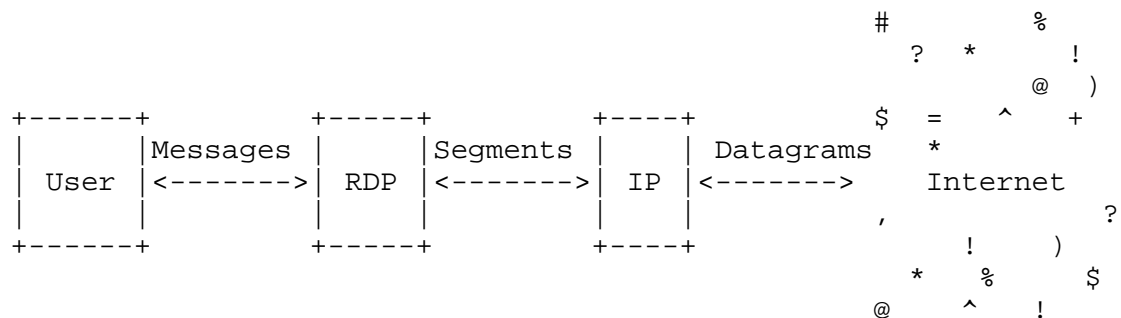 #          %
                                                                 ?   *       !
                                                                          @   )
+------+            +-----+            +----+             $   =    ^    +
|      |Messages    |     |Segments    |    | Datagrams    *
| User |<------->|  RDP  |<------->|  IP  |<------->     Internet
|      |            |     |            |    |             ,                ?
+------+            +-----+            +----+                  !      )
                                                               *    %      $
                                                             @     ^    !